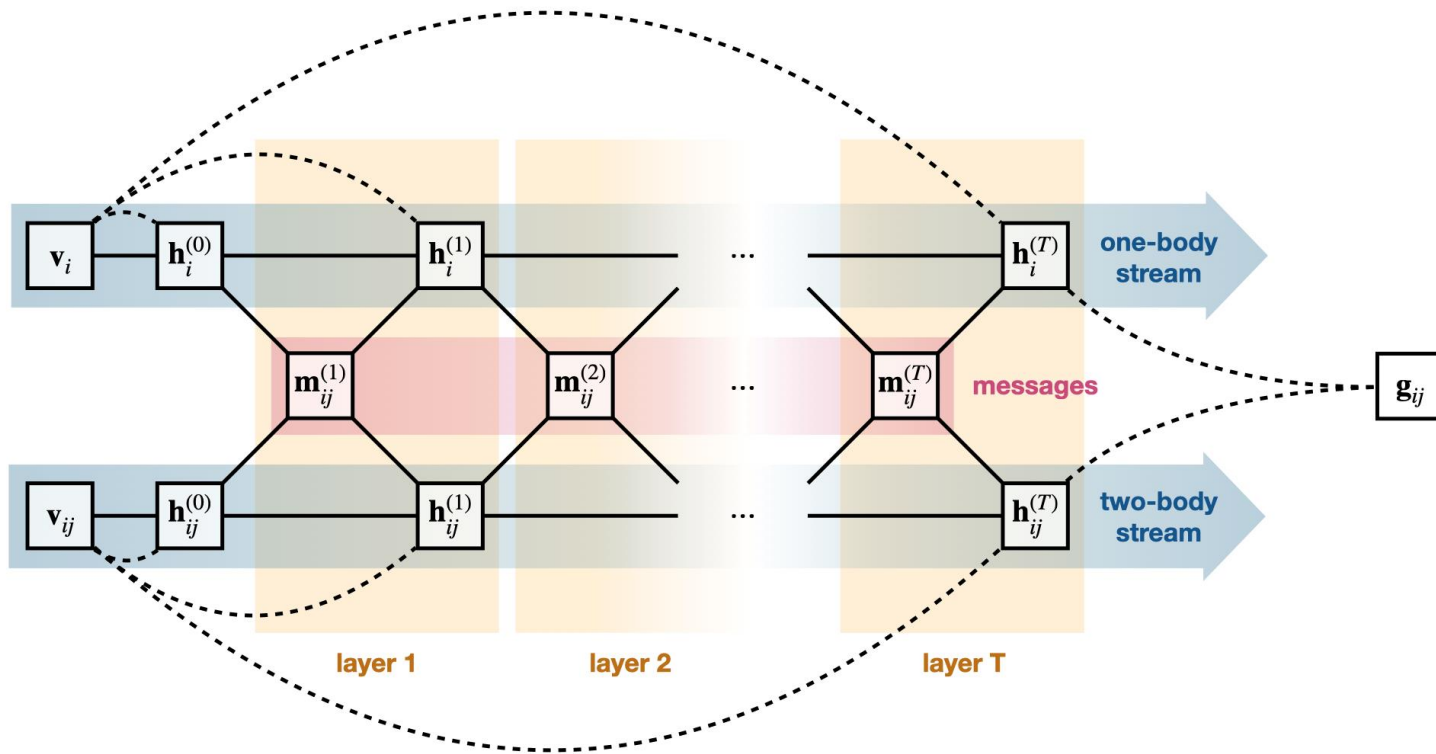 𝐯_i
𝐡_i^(0)
𝐡_i^(1)
...
𝐡_i^(T)
one-body
stream
𝐦_ij^(1)
𝐦_ij^(2)
...
𝐦_ij^(T)
messages
𝐠_ij
𝐯_ij
𝐡_ij^(0)
𝐡_ij^(1)
...
𝐡_ij^(T)
two-body
stream
layer 1
layer 2
layer T